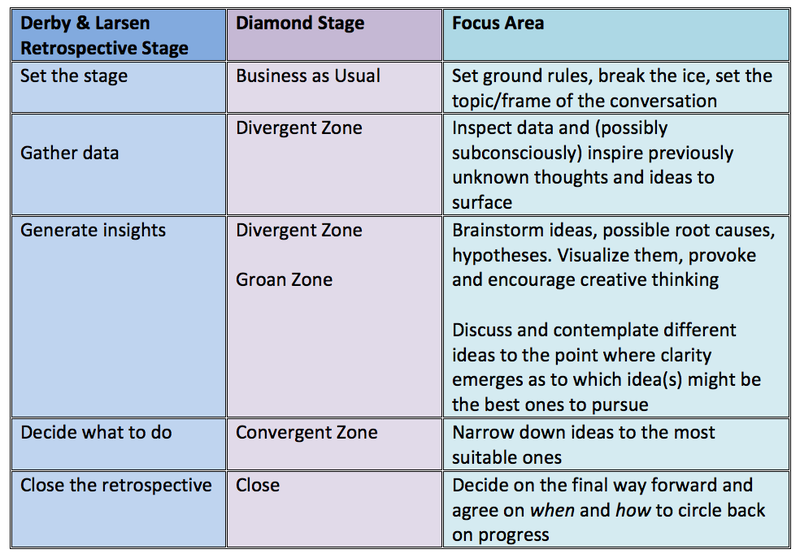 Derby & Larsen
Retrospective Stage
Diamond Stage
Focus Area
Set the stage
Business as Usual
Set ground rules, break the ice, set the
topic/frame of the conversation
Gather data
Divergent Zone
Inspect data and (possibly
subconsciously) inspire previously
unknown thoughts and ideas to
surface
Generate insights
Divergent Zone
Groan Zone
Brainstorm ideas, possible root causes,
hypotheses. Visualize them, provoke
and encourage creative thinking
Discuss and contemplate different
ideas to the point where clarity
emerges as to which idea(s) might be
the best ones to pursue
Decide what to do
Convergent Zone
Narrow down ideas to the most
suitable ones
Close the retrospective
Close
Decide on the final way forward and
agree on when and how to circle back
on progress